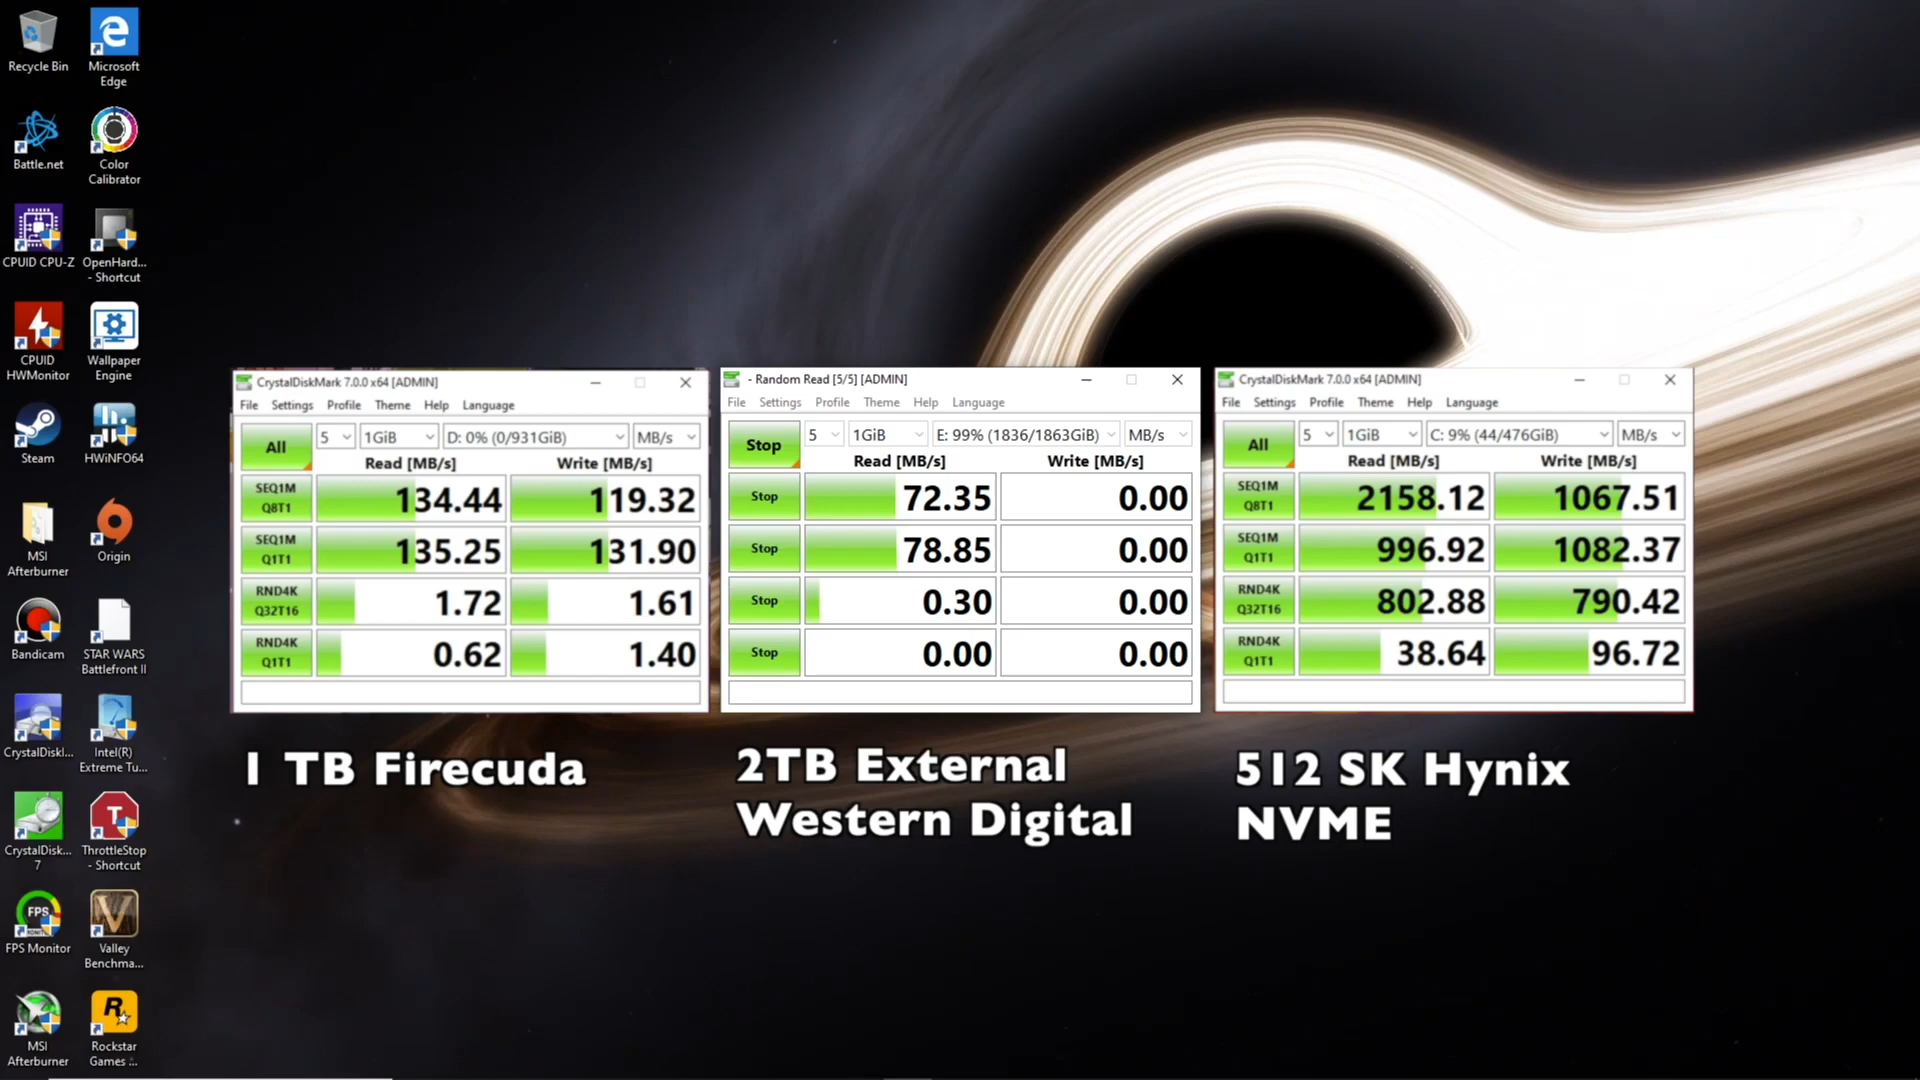 Recycle Bin
Microsoft
Edge
Battle.net
Color
Calibrator
CPUID CPU-Z
OpenHard...
- Shortcut
CPUID
HWMonitor
Wallpaper
Engine
Steam
HWiNFO64
MSI
Afterburner
Origin
Bandicam
STAR WARS
Battlefront II
CrystalDiskI...
Intel(R)
Extreme Tu...
CrystalDisk...
7
ThrottleStop
- Shortcut
FPS
FPS Monitor
Valley
Benchma...
MSI
Afterburner
Rockstar
Games ...
CrystalDiskMark 7.0.0 x64 [ADMIN]
File Settings Profile Theme Help Language
All 5 1GiB D: 0% (0/931GiB) MB/s
Read [MB/s] Write [MB/s]
SEQ1M
Q8T1 134.44 119.32
SEQ1M
Q1T1 135.25 131.90
RND4K
Q32T16 1.72 1.61
RND4K
Q1T1 0.62 1.40
1 TB Firecuda
- Random Read [5/5] [ADMIN]
File Settings Profile Theme Help Language
Stop 5 1GiB E: 99% (1836/1863GiB) MB/s
Read [MB/s] Write [MB/s]
Stop 72.35 0.00
Stop 78.85 0.00
Stop 0.30 0.00
Stop 0.00 0.00
2TB External
Western Digital
CrystalDiskMark 7.0.0 x64 [ADMIN]
File Settings Profile Theme Help Language
All 5 1GiB C: 9% (44/476GiB) MB/s
Read [MB/s] Write [MB/s]
SEQ1M
Q8T1 2158.12 1067.51
SEQ1M
Q1T1 996.92 1082.37
RND4K
Q32T16 802.88 790.42
RND4K
Q1T1 38.64 96.72
512 SK Hynix
NVME